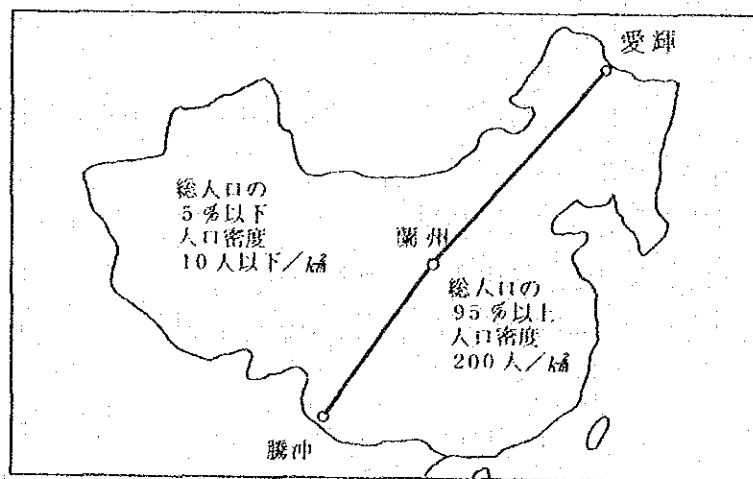 愛輝
総人口の
5%以下
人口密度
10人以下/㎢
蘭州
総人口の
95%以上
人口密度
200人/㎢
騰冲